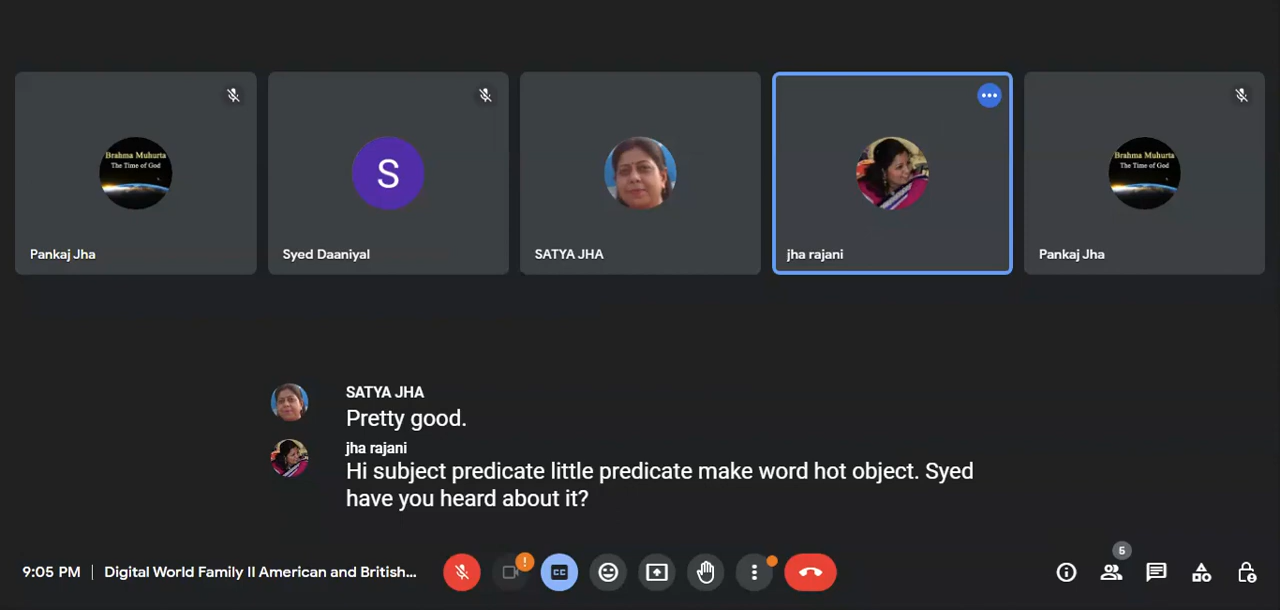 Brahma Muhurta
The Time of God
S
Brahma Muhurta
The Time of God
Pankaj Jha
Syed Daaniyal
SATYA JHA
jha rajani
Pankaj Jha
SATYA JHA
Pretty good.
jha rajani
Hi subject predicate little predicate make word hot object. Syed
have you heard about it?
9:05 PM | Digital World Family II American and British...
!
CC
5